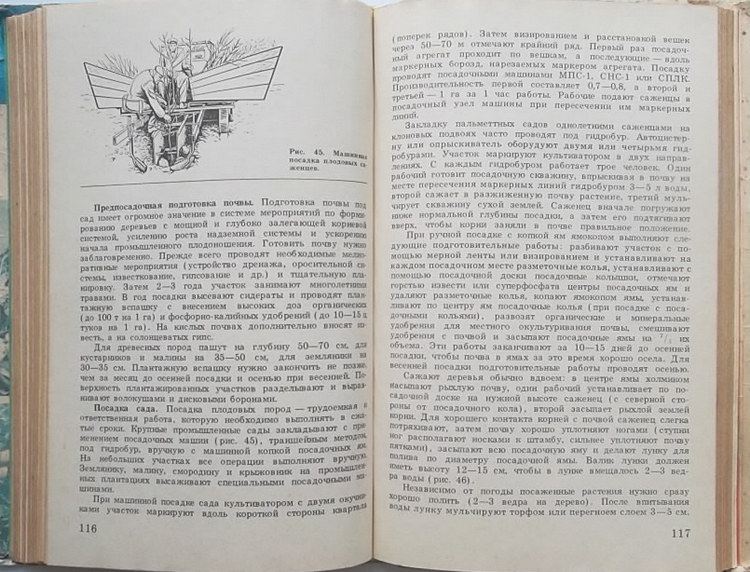 Рис. 45. Машинная
посадка плодовых са-
женцев.
Предпосадочная подготовка почвы. Подготовка почвы под
сад имеет огромное значение в системе мероприятий по форми-
рованию деревьев с мощной и глубоко залегающей корневой
системой, усилению роста надземной системы и ускорению
начала промышленного плодоношения. Готовить почву нужно
заблаговременно. Прежде всего проводят необходимые мелио-
ративные мероприятия (устройство дренажа, оросительной си-
стемы, известкование, гипсование и др.) и тщательную пла-
нировку. Затем 2—3 года участок занимают многолетними
травами. В год посадки высевают сидераты и проводят план-
тажную вспашку с внесением высоких доз органических
(до 100 т на 1 га) и фосфорно-калийных удобрений (до 10—15 ц
туков на 1 га). На кислых почвах дополнительно вносят из-
весть, а на солонцеватых гипс.
Для древесных пород пашут на глубину 50—70 см, для
кустарников и малины на 35—50 см, для земляники на
30—35 см. Плантажную вспашку нужно закончить не позже
чем за месяц до осенней посадки и осенью при весенней. По-
верхность плантажированных участков разделывают и вырав-
нивают волокушами и дисковыми боронами.
Посадка сада. Посадка плодовых пород — трудоемкая и
ответственная работа, которую необходимо выполнять в сжа-
тые сроки. Крупные промышленные сады закладывают с при-
менением посадочных машин (рис. 45), траншейным методом,
под гидробур, вручную с машинной копкой посадочных ям.
На небольших участках все операции выполняют вручную.
Землянику, малину, смородину и крыжовник на промышлен-
ных плантациях высаживают специальными посадочными ма-
шинами.
При машинной посадке сада культиватором с двумя окучни-
ками участок маркируют вдоль короткой стороны квартала
116
(поперек рядов). Затем визированием и расстановкой вешек
через 50—70 м отмечают крайний ряд. Первый раз посадоч-
ный агрегат проходит по вешкам, а последующие — вдоль
маркерных борозд, нарезаемых маркером агрегата. Посадку
проводят посадочными машинами МПС-1, СНС-1 или СПЛК.
Производительность первой составляет 0,7—0,8, а второй и
третьей — 1 га за 1 час работы. Рабочие подают саженцы в
посадочный узел машины при пересечении им маркерных
линий.
Закладку пальметтных садов однолетними саженцами на
клоновых подвоях часто проводят под гидробур. Автоцистер-
ну или опрыскиватель оборудуют двумя или четырьмя гид-
робурами. Участок маркируют культиватором в двух направ-
лениях. С каждым гидробуром работает трое человек. Один
рабочий готовит посадочную скважину, впрыскивая в почву на
месте пересечения маркерных линий гидробуром 3—5 л воды,
второй сажает в разжиженную почву растение, третий муль-
чирует скважину сухой землей. Саженец вначале погружают
ниже нормальной глубины посадки, а затем его подтягивают
вверх, чтобы корни заняли в почве правильное положение.
При ручной посадке с копкой ям ямокопом выполняют сле-
дующие подготовительные работы: разбивают участок с по-
мощью мерной ленты или визированием и устанавливают на
каждом посадочном месте разметочные колья, устанавливают с
помощью посадочной доски посадочные колышки, отмечают
горстью извести или суперфосфата центры посадочных ям и
удаляют разметочные колья, копают ямокопом ямы, устанав-
ливают по центру ям посадочные колья (при посадке с поса-
дочными кольями), развозят органические и минеральные
удобрения для местного окультуривания почвы, смешивают
удобрения с почвой и засыпают посадочные ямы на ²/₃ их
объема. Эти работы заканчивают за 10—15 дней до осенней
посадки, чтобы почва в ямах за это время хорошо осела. Для
весенней посадки подготовительные работы проводят осенью.
Сажают деревья обычно вдвоем: в центре ямы холмиком
насыпают рыхлую почву, один рабочий устанавливает по по-
садочной доске на нужной высоте саженец (с северной сто-
роны от посадочного кола), второй засыпает рыхлой землей
корни. Для хорошего контакта корней с почвой саженец слегка
потряхивают, затем почву хорошо уплотняют ногами (ступни
ног располагают носками к штамбу, сильнее уплотняют почву
пятками), засыпают всю посадочную яму и делают лунку для
полива по диаметру посадочной ямы. Валик лунки должен
иметь высоту 12—15 см, чтобы в лунке вмещалось 2—3 вед-
ра воды (рис. 46).
Независимо от погоды посаженные растения нужно сразу
хорошо полить (2—3 ведра на дерево). После впитывания
воды лунку мульчируют торфом или перегноем слоем 3—5 см.
117